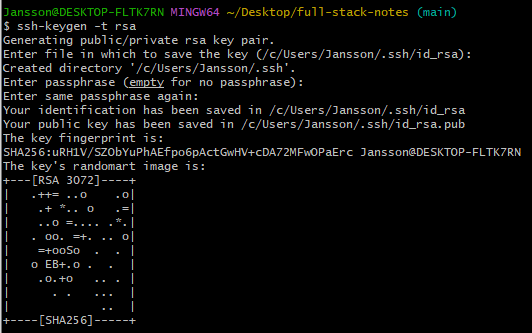 Jansson@DESKTOP-FLTK7RN MINGW64 ~/Desktop/full-stack-notes (main)
$ ssh-keygen -t rsa
Generating public/private rsa key pair.
Enter file in which to save the key (/c/Users/Jansson/.ssh/id_rsa):
Created directory '/c/Users/Jansson/.ssh'.
Enter passphrase (empty for no passphrase):
Enter same passphrase again:
Your identification has been saved in /c/Users/Jansson/.ssh/id_rsa
Your public key has been saved in /c/Users/Jansson/.ssh/id_rsa.pub
The key fingerprint is:
SHA256:uRH1V/SZObYuPhAEfpo6pActGwHV+cDA72MFwOPaErc Jansson@DESKTOP-FLTK7RN
The key's randomart image is:
+---[RSA 3072]----+
|   .++= ..o    .o|
|    .+ *.. o   .=|
|    ..o =.... .*.|
|   . oo. =+. .. o|
|    =+ooSo  .  . |
|   o EB+.o .  .  |
|    .o.+o   .. . |
|      . .   ...  |
|             ..  |
+----[SHA256]-----+